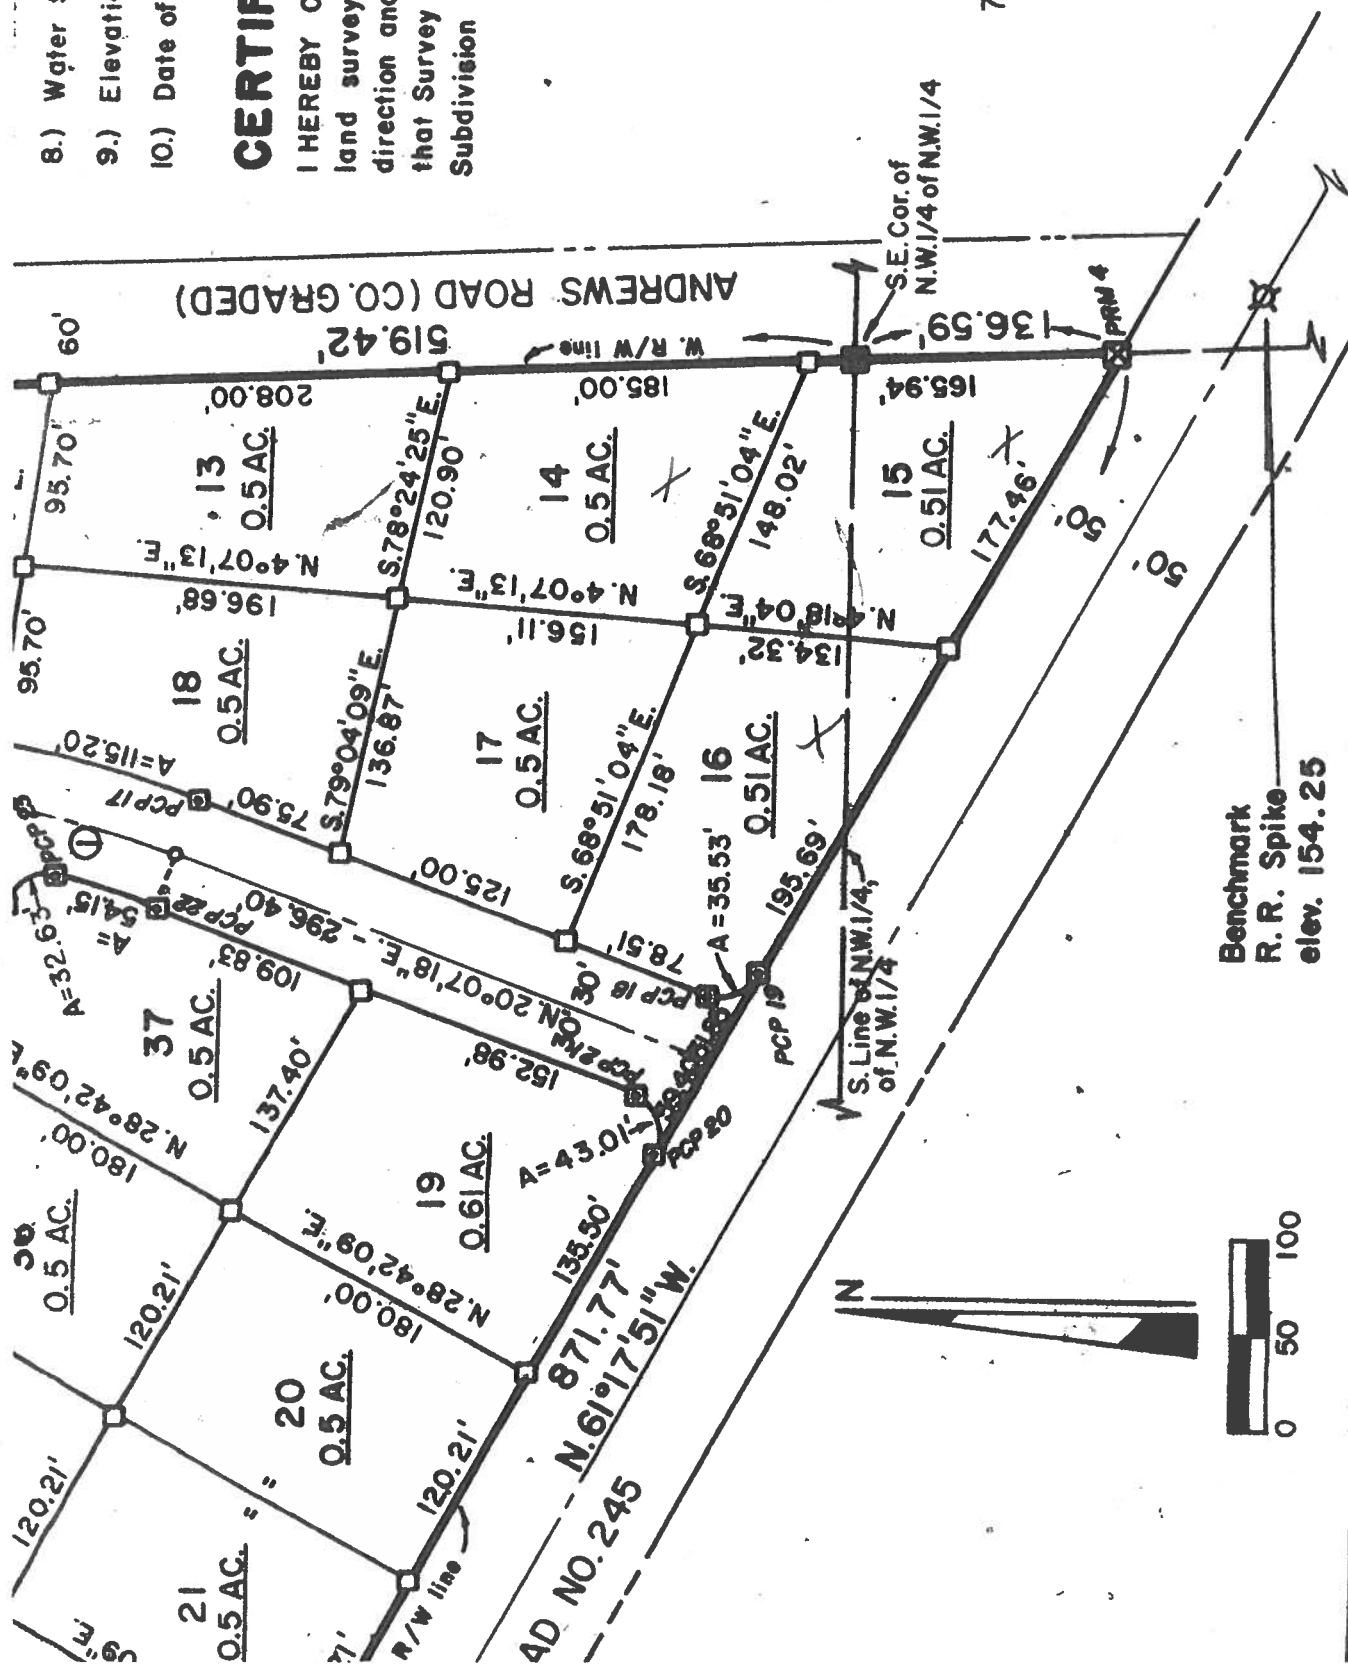 8.) Water
9.) Elevati
10.) Date of
CERTIF
I HEREBY C
land survey
direction and
that Survey
Subdivision
7
60'
ANDREWS ROAD (CO. GRADED)
519.42'
W. R/W line
136.59'
PRM 4
S.E. Cor. of
N.W.1/4 of N.W.1/4
95.70'
208.00'
13
0.5 AC.
S.78°24'25"E.
120.90'
185.00'
14
0.5 AC.
S.68°51'04"E.
148.02'
165.94'
15
0.51 AC.
177.46'
50'
50'
N.4°07'13"E.
196.68'
N.4°07'13"E.
156.11'
N.4°18'04"E.
134.32'
95.70'
18
0.5 AC.
A=115.20'
PCP 17
75.90'
S.79°04'09"E.
136.87'
17
0.5 AC.
125.00'
S.68°51'04"E.
178.18'
16
0.51 AC.
78.51'
PCP 18
A=35.53'
195.69'
PCP 19
S. Line of N.W.1/4,
of N.W.1/4
PCP 23
1
A=32.63'
A=
54.15'
PCP 22
N.20°07'18"E. - 296.40'
30'
109.83'
37
0.5 AC.
N.28°42'09"E.
180.00'
137.40'
152.98'
PCP 21
19
0.61 AC.
A=43.01'
PCP 20
135.50'
36
0.5 AC.
120.21'
N.28°42'09"E.
180.00'
20
0.5 AC.
120.21'
871.77'
N.61°17'51"W.
120.21'
" "
21
0.5 AC.
09"E.
21'
R/W line
AD NO. 245
Benchmark
R. R. Spike
elev. 154.25
N
0 50 100